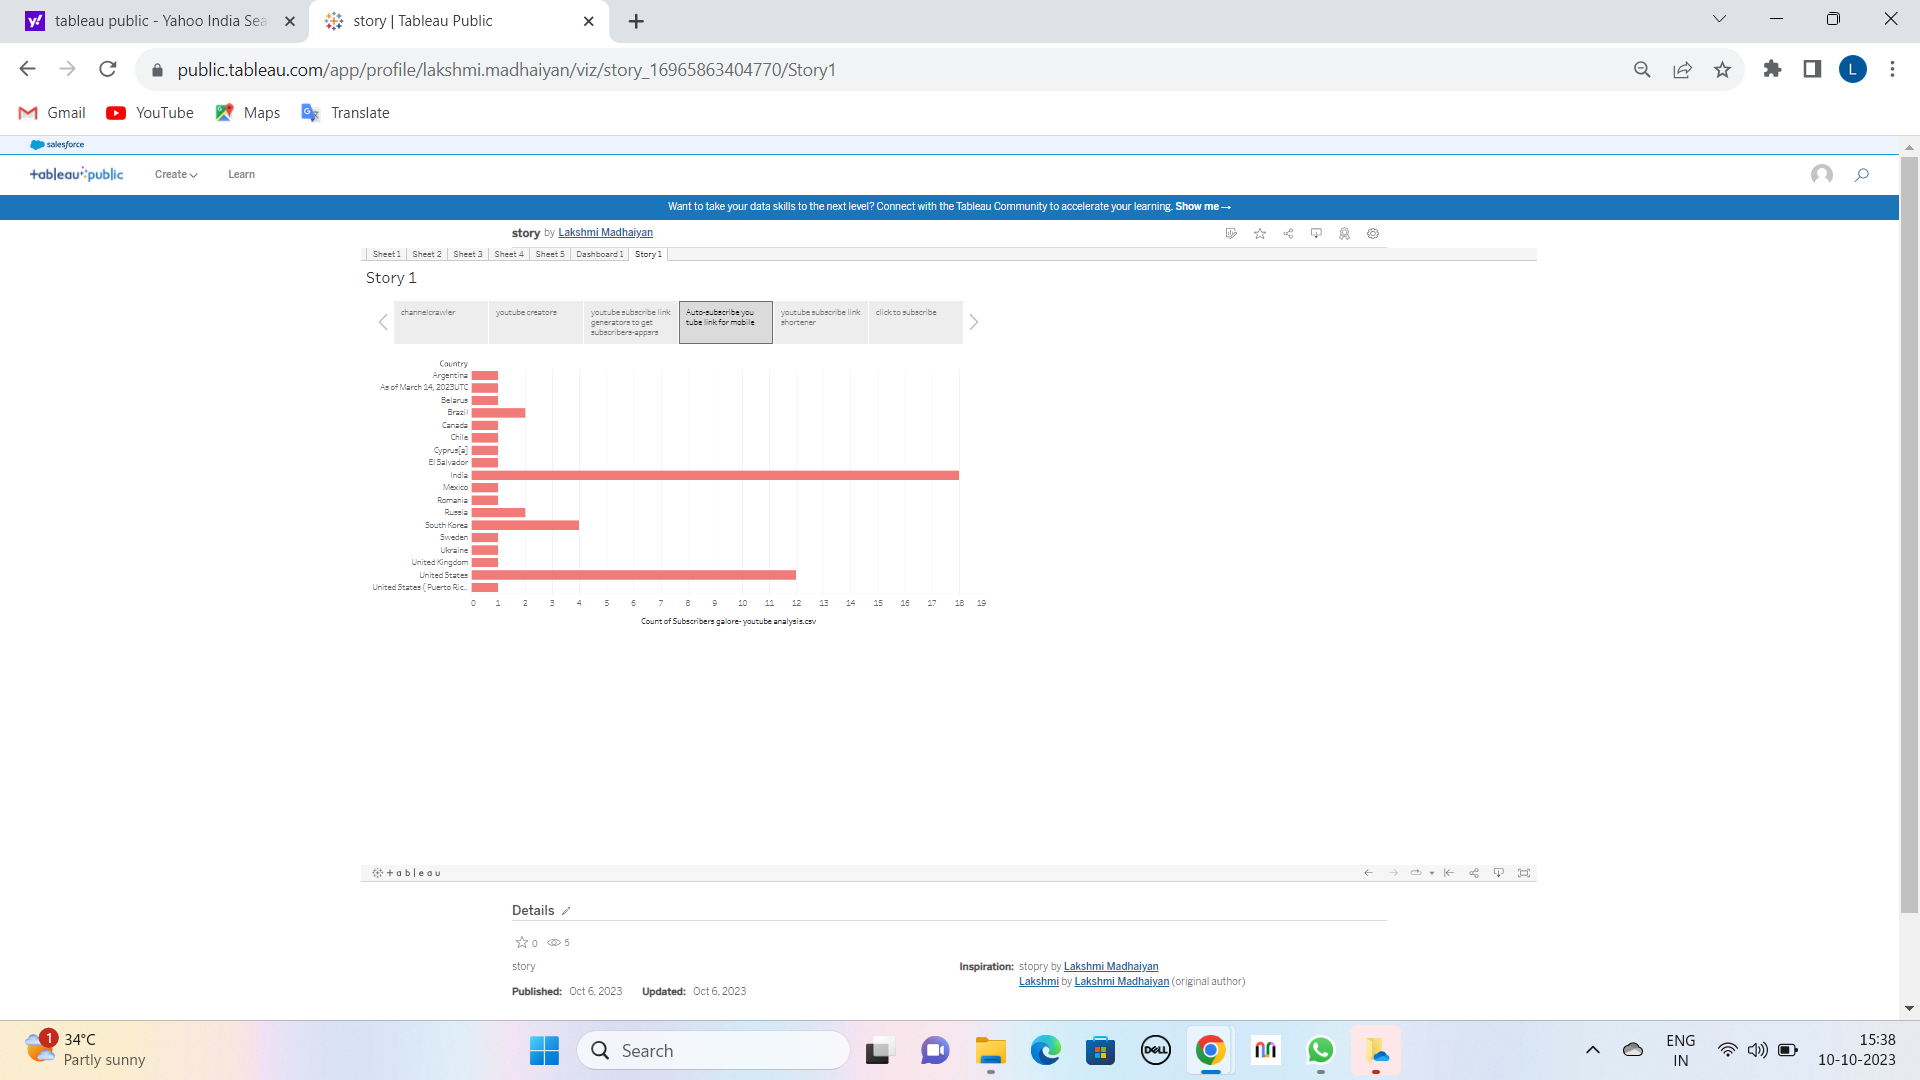 tableau public - Yahoo India Sea
story | Tableau Public
public.tableau.com/app/profile/lakshmi.madhaiyan/viz/story_16965863404770/Story1
L
Gmail
YouTube
Maps
Translate
salesforce
+ableau public
Create
Learn
Want to take your data skills to the next level? Connect with the Tableau Community to accelerate your learning. Show me→
story by Lakshmi Madhaiyan
Sheet 1 Sheet 2 Sheet 3 Sheet 4 Sheet 5 Dashboard 1 Story 1
Story 1
channelcrawler
youtube creators
youtube subscribe link
generators to get
subscribers-appsrs
Auto-subscribe you
tube link for mobile
youtube subscribe link
shortener
click to subscribe
Country
Argentina
As of March 14, 2023UTC
Belarus
Brazil
Canada
Chile
Cyprus[a]
El Salvador
India
Mexico
Romania
Russia
South Korea
Sweden
Ukraine
United Kingdom
United States
United States ( Puerto Ric..
0 1 2 3 4 5 6 7 8 9 10 11 12 13 14 15 16 17 18 19
Count of Subscribers galore- youtube analysis.csv
+ a b | e a u
Details
0 5
story
Published: Oct 6, 2023 Updated: Oct 6, 2023
Inspiration: stopry by Lakshmi Madhaiyan
Lakshmi by Lakshmi Madhaiyan (original author)
1
34°C
Partly sunny
Search
DELL
ENG
IN
15:38
10-10-2023